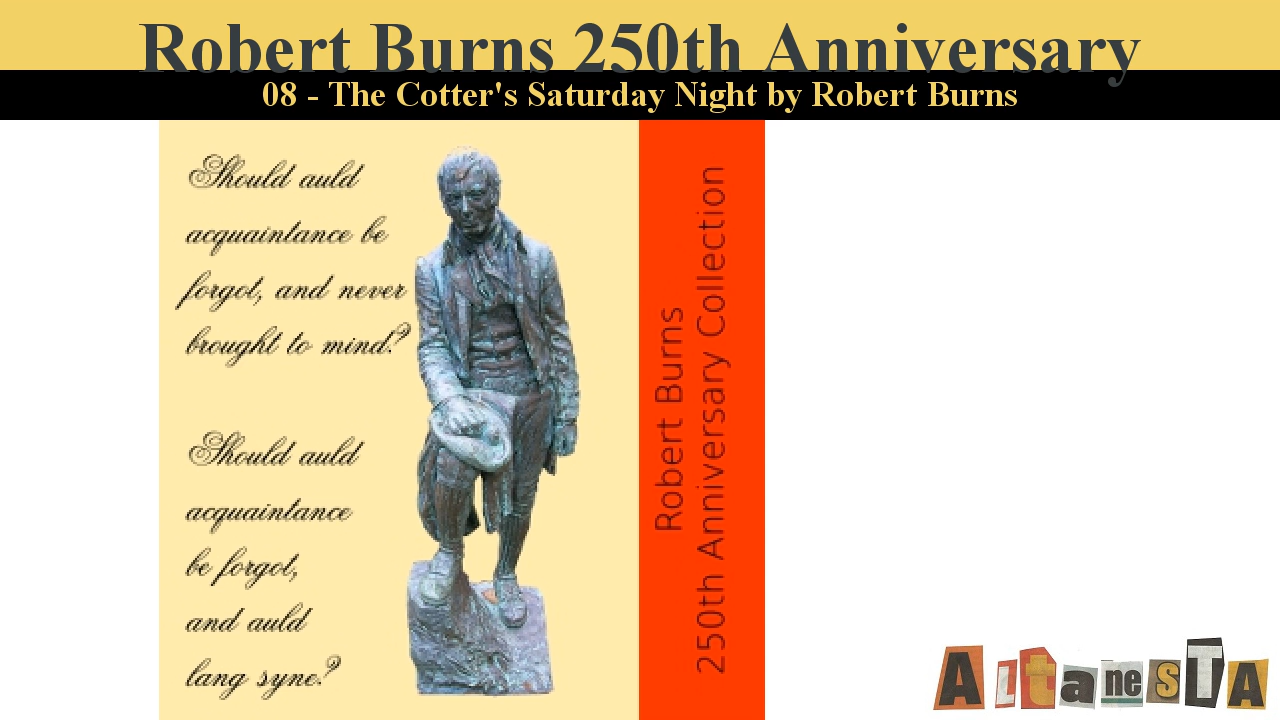 Robert Burns 250th Anniversary
08 - The Cotter's Saturday Night by Robert Burns
Should auld
acquaintance be
forgot, and never
brought to mind?
Should auld
acquaintance
be forgot,
and auld
lang syne?
Robert Burns
250th Anniversary Collection
AltanesTA